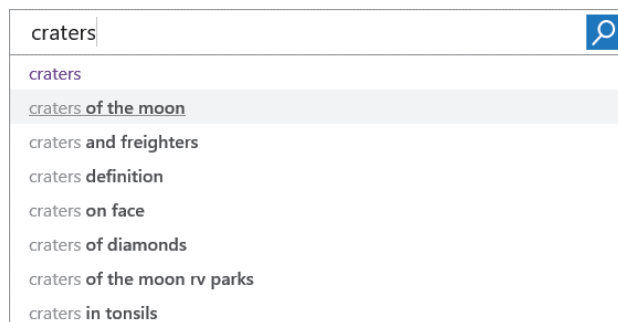 craters
craters
craters of the moon
craters and freighters
craters definition
craters on face
craters of diamonds
craters of the moon rv parks
craters in tonsils